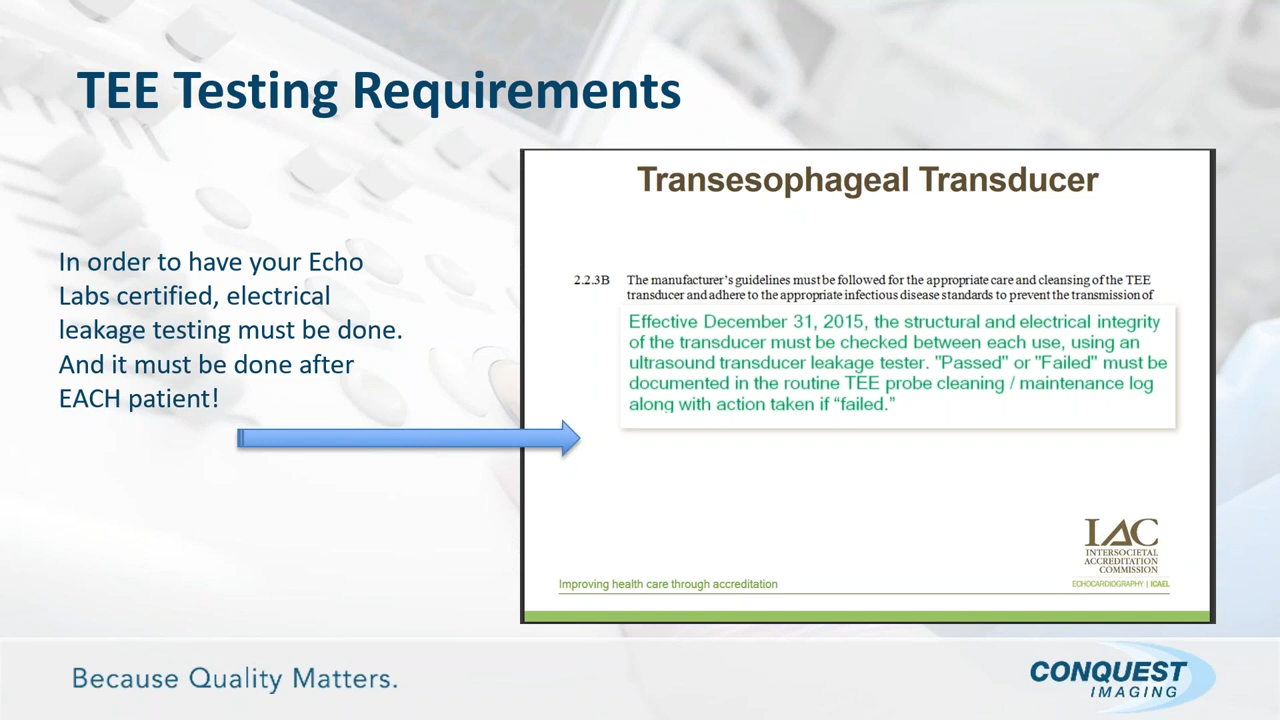 TEE Testing Requirements
In order to have your Echo
Labs certified, electrical
leakage testing must be done.
And it must be done after
EACH patient!
Transesophageal Transducer
2.2.3B The manufacturer's guidelines must be followed for the appropriate care and cleansing of the TEE
transducer and adhere to the appropriate infectious disease standards to prevent the transmission of
Effective December 31, 2015, the structural and electrical integrity
of the transducer must be checked between each use, using an
ultrasound transducer leakage tester. "Passed" or "Failed" must be
documented in the routine TEE probe cleaning / maintenance log
along with action taken if “failed.”
IAC
INTERSOCIETAL
ACCREDITATION
COMMISSION
ECHOCARDIOGRAPHY | ICAEL
Improving health care through accreditation
Because Quality Matters.
CONQUEST
IMAGING